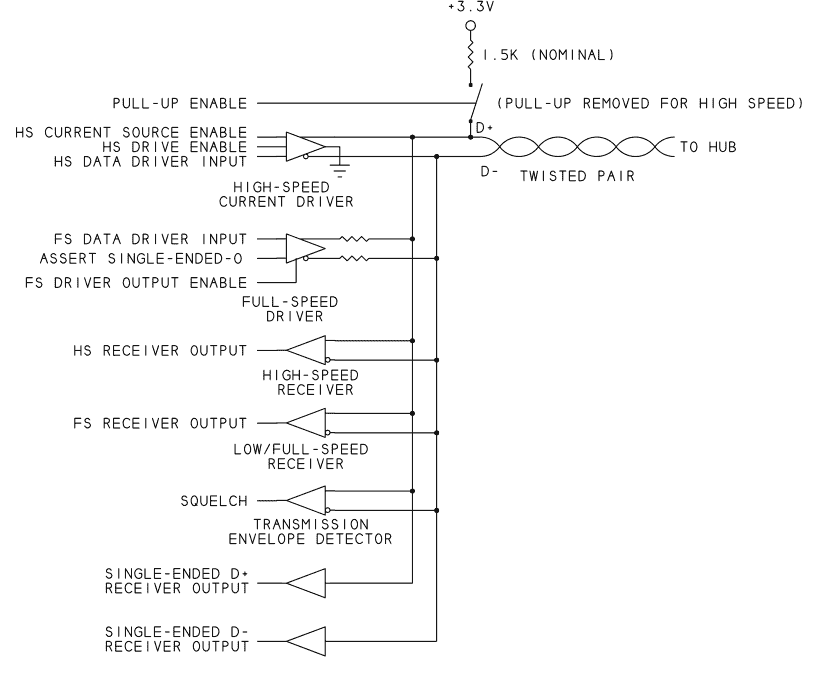 +3.3V
1.5K (NOMINAL)
PULL-UP ENABLE
(PULL-UP REMOVED FOR HIGH SPEED)
HS CURRENT SOURCE ENABLE
HS DRIVE ENABLE
HS DATA DRIVER INPUT
D+
TO HUB
D-
TWISTED PAIR
HIGH-SPEED
CURRENT DRIVER
FS DATA DRIVER INPUT
ASSERT SINGLE-ENDED-0
FS DRIVER OUTPUT ENABLE
FULL-SPEED
DRIVER
HS RECEIVER OUTPUT
HIGH-SPEED
RECEIVER
FS RECEIVER OUTPUT
LOW/FULL-SPEED
RECEIVER
SQUELCH
TRANSMISSION
ENVELOPE DETECTOR
SINGLE-ENDED D+
RECEIVER OUTPUT
SINGLE-ENDED D-
RECEIVER OUTPUT